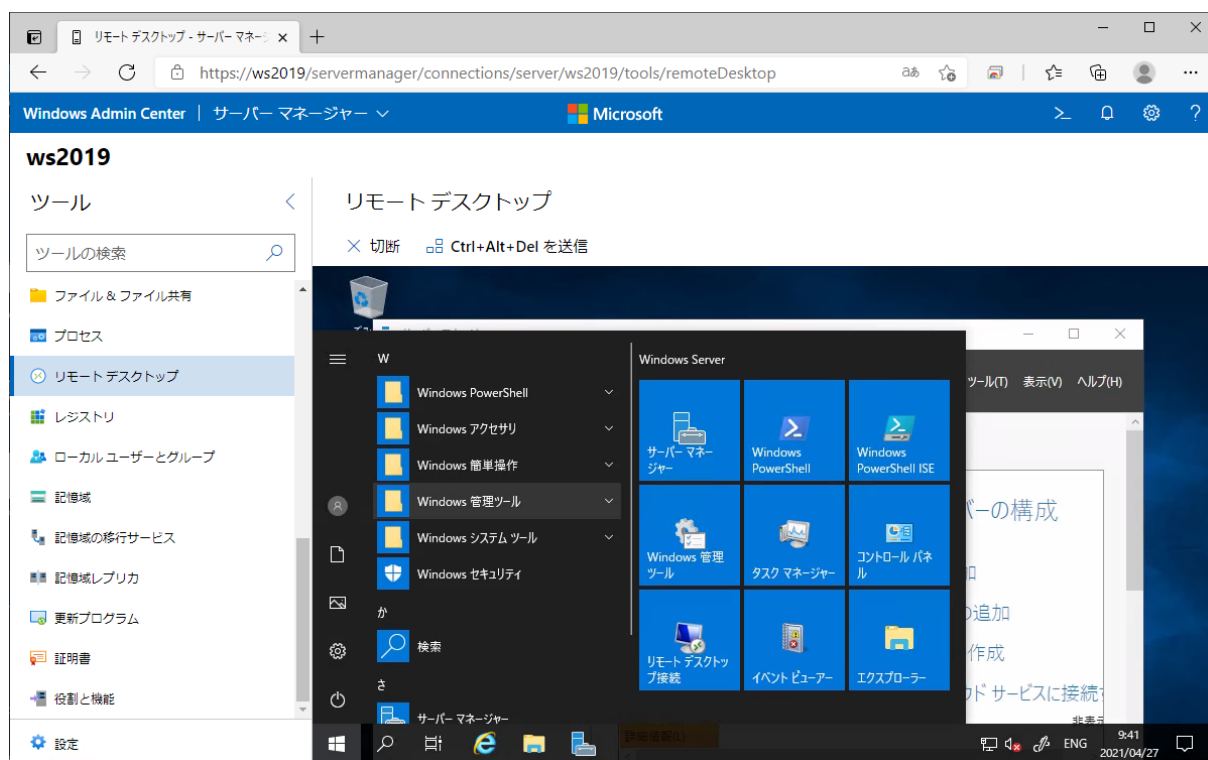 リモート デスクトップ - サーバー マネージ
https://ws2019/servermanager/connections/server/ws2019/tools/remoteDesktop
Windows Admin Center | サーバー マネージャー
Microsoft
ws2019
ツール
ツールの検索
ファイル & ファイル共有
プロセス
リモート デスクトップ
レジストリ
ローカル ユーザーとグループ
記憶域
記憶域の移行サービス
記憶域レプリカ
更新プログラム
証明書
役割と機能
設定
リモート デスクトップ
切断
Ctrl+Alt+Del を送信
W
Windows PowerShell
Windows アクセサリ
Windows 簡単操作
Windows 管理ツール
Windows システム ツール
Windows セキュリティ
か
検索
さ
サーバー マネージャー
Windows Server
サーバー マネー
ジャー
Windows
PowerShell
Windows
PowerShell ISE
Windows 管理
ツール
タスク マネージャー
コントロール パネ
ル
リモート デスクトッ
プ接続
イベント ビューアー
エクスプローラー
ツール(T) 表示(V) ヘルプ(H)
バーの構成
の追加
作成
ウド サービスに接続
非表示
詳細情報(L)
ENG
9:41
2021/04/27